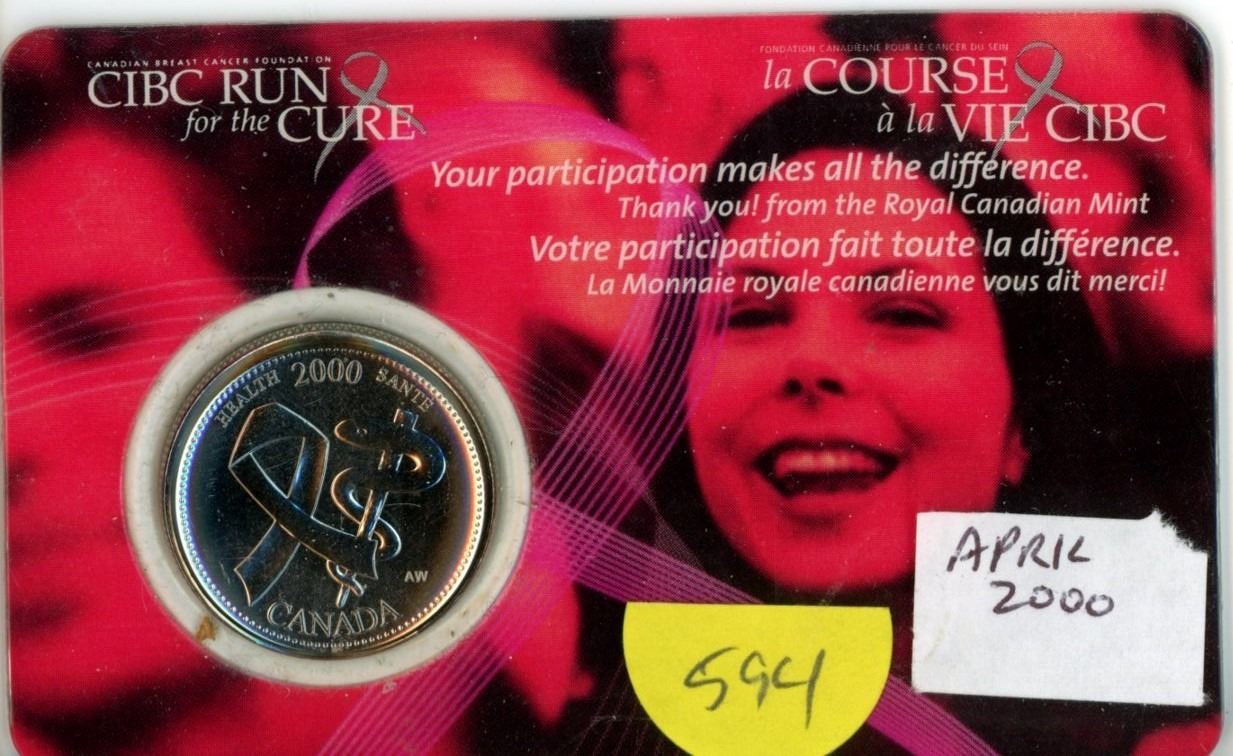 CANADIAN BREAST CANCER FOUNDATION
CIBC RUN
for the CURE
FONDATION CANADIENNE POUR LE CANCER DU SEIN
la COURSE
à la VIE CIBC
Your participation makes all the difference.
Thank you! from the Royal Canadian Mint
Votre participation fait toute la différence.
La Monnaie royale canadienne vous dit merci!
HEALTH 2000 SANTÉ
AW
CANADA
APRIL
2000
594